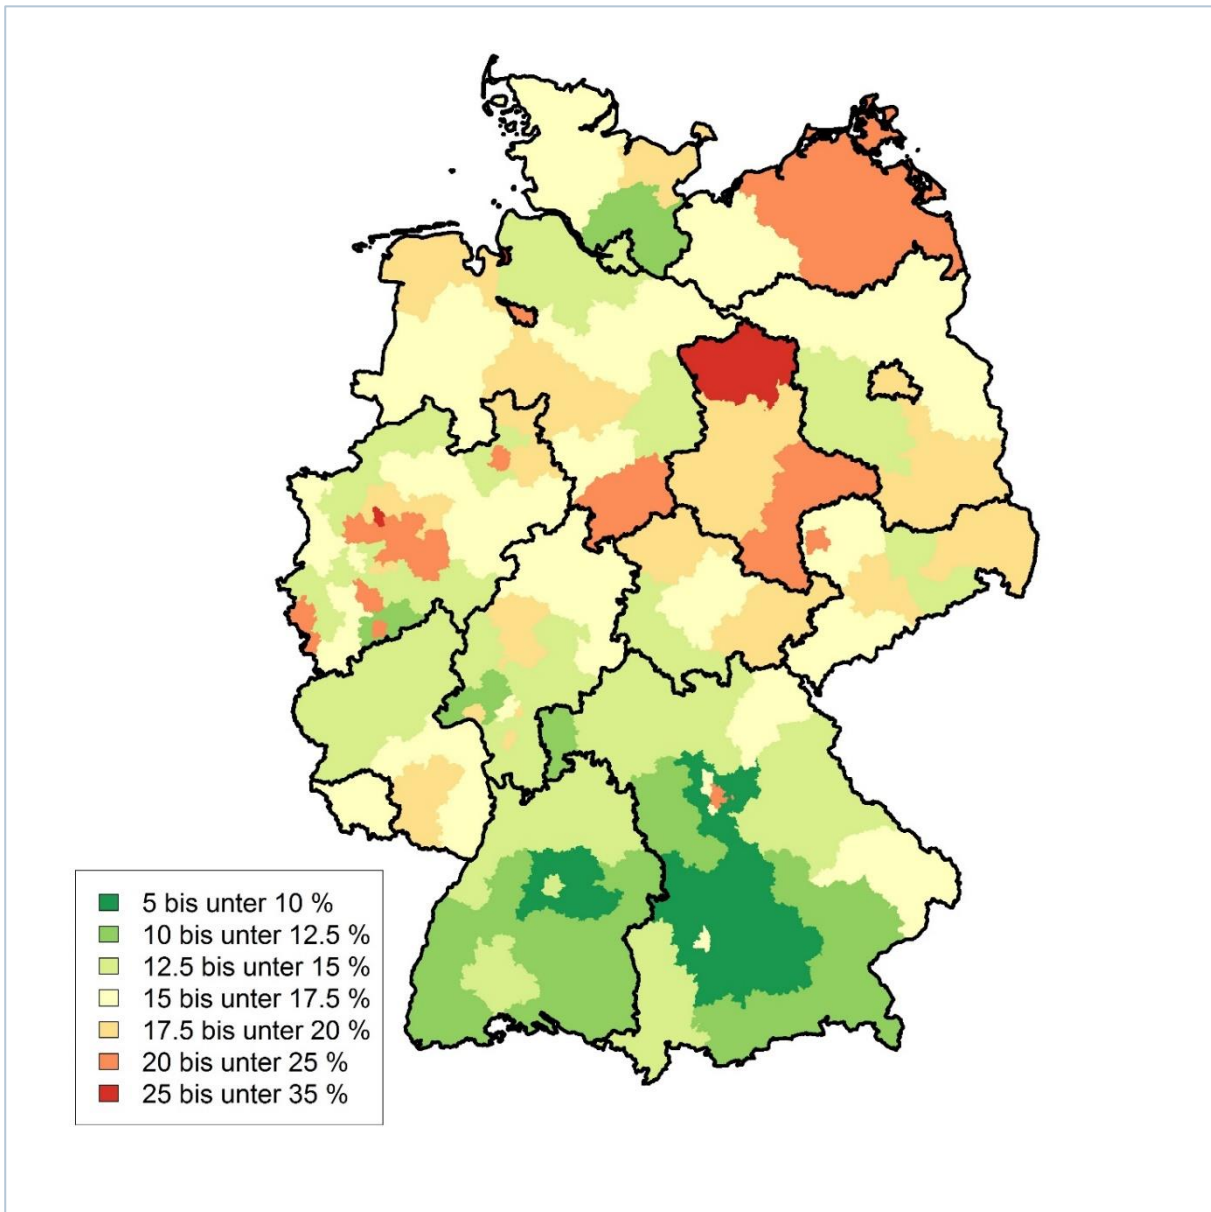 5 bis unter 10 %
10 bis unter 12.5 %
12.5 bis unter 15 %
15 bis unter 17.5 %
17.5 bis unter 20 %
20 bis unter 25 %
25 bis unter 35 %